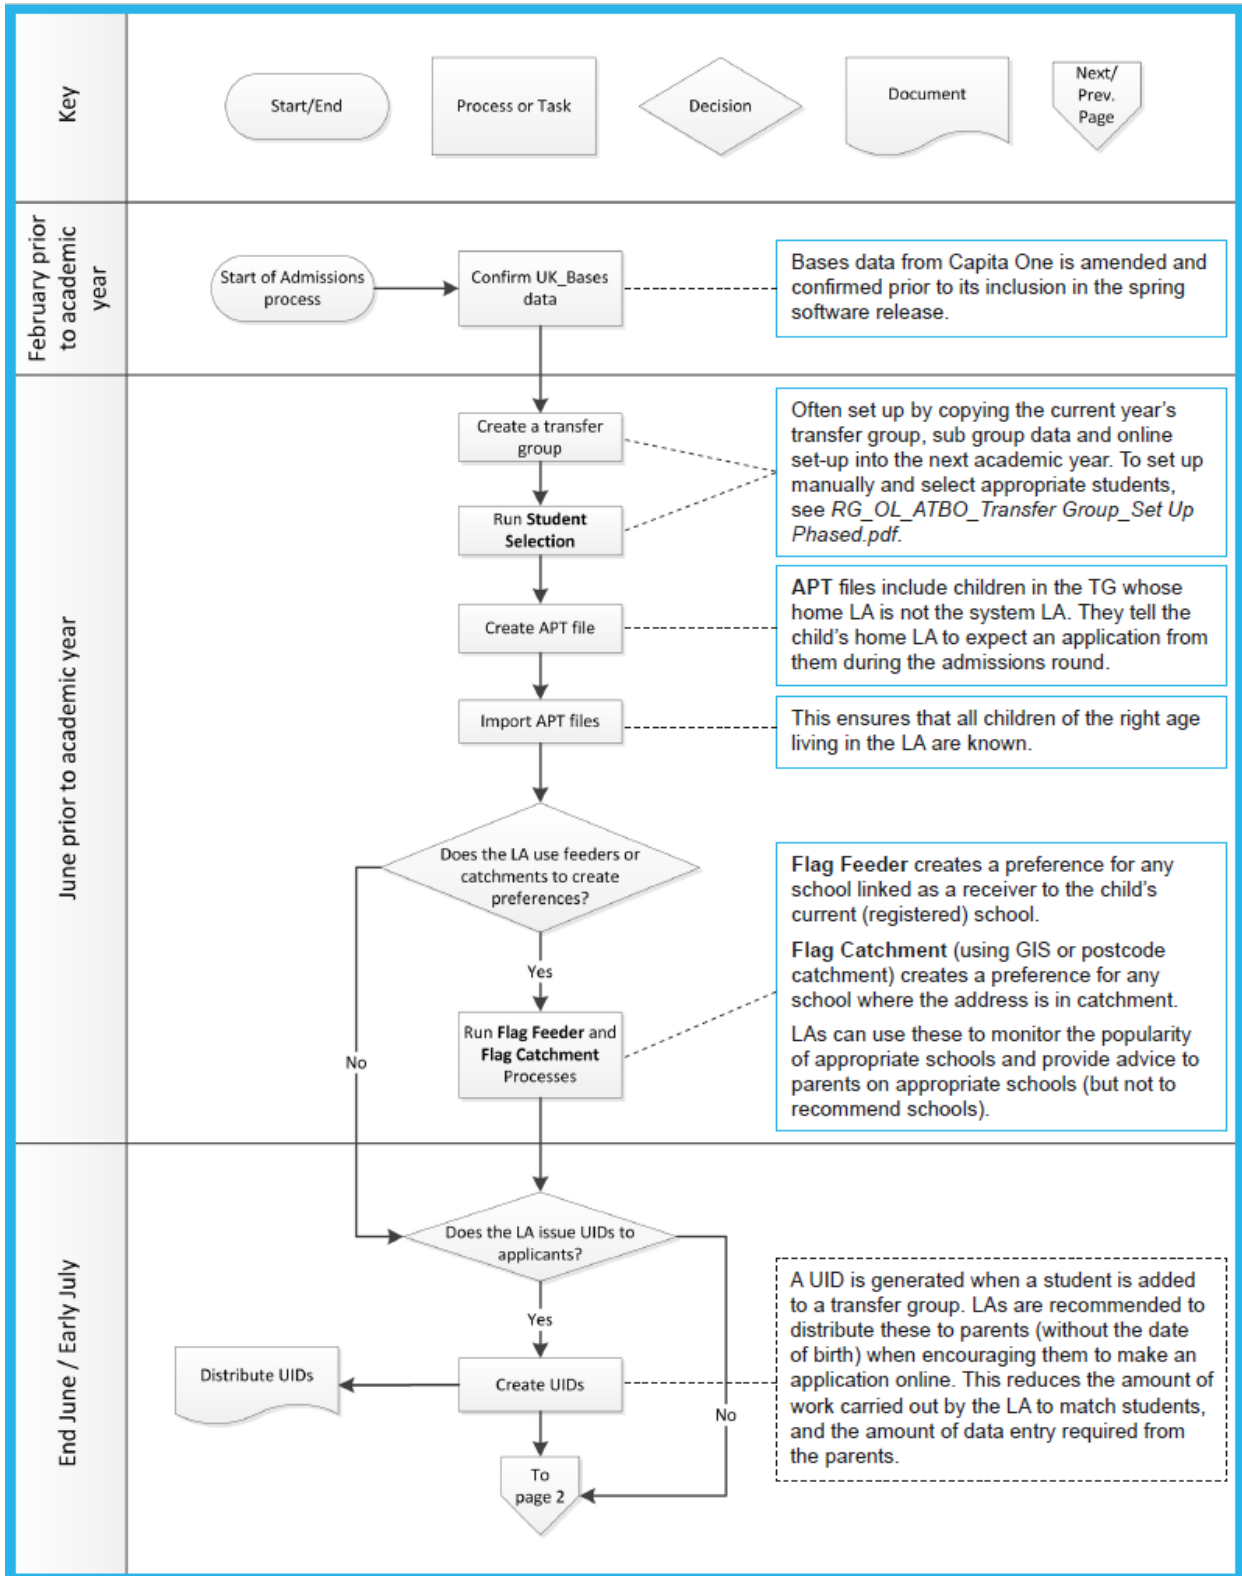 Key
Start/End
Process or Task
Decision
Document
Next/
Prev.
Page
February prior
to academic
year
Start of Admissions
process
Confirm UK_Bases
data
Bases data from Capita One is amended and
confirmed prior to its inclusion in the spring
software release.
June prior to academic year
Create a transfer
group
Run Student
Selection
Often set up by copying the current year's
transfer group, sub group data and online
set-up into the next academic year. To set up
manually and select appropriate students,
see RG_OL_ATBO_Transfer Group_Set Up
Phased.pdf.
Create APT file
APT files include children in the TG whose
home LA is not the system LA. They tell the
child's home LA to expect an application from
them during the admissions round.
Import APT files
This ensures that all children of the right age
living in the LA are known.
Does the LA use feeders or
catchments to create
preferences?
Yes
No
Run Flag Feeder and
Flag Catchment
Processes
Flag Feeder creates a preference for any
school linked as a receiver to the child's
current (registered) school.
Flag Catchment (using GIS or postcode
catchment) creates a preference for any
school where the address is in catchment.
LAs can use these to monitor the popularity
of appropriate schools and provide advice to
parents on appropriate schools (but not to
recommend schools).
End June / Early July
Does the LA issue UIDs to
applicants?
Yes
No
Distribute UIDs
Create UIDs
A UID is generated when a student is added
to a transfer group. LAs are recommended to
distribute these to parents (without the date
of birth) when encouraging them to make an
application online. This reduces the amount of
work carried out by the LA to match students,
and the amount of data entry required from
the parents.
To
page 2